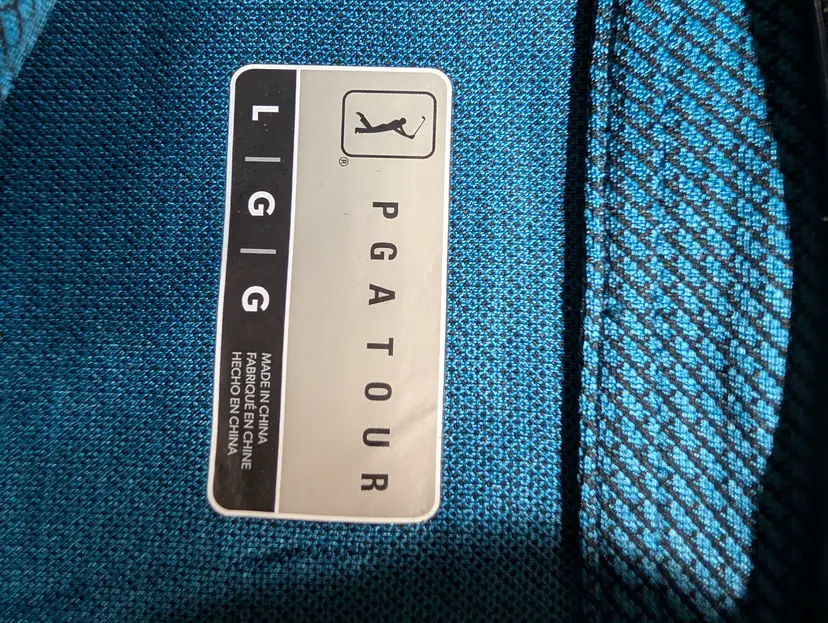 ®
PGA TOUR
L | G | G
MADE IN CHINA
FABRIQUÉ EN CHINE
HECHO EN CHINA